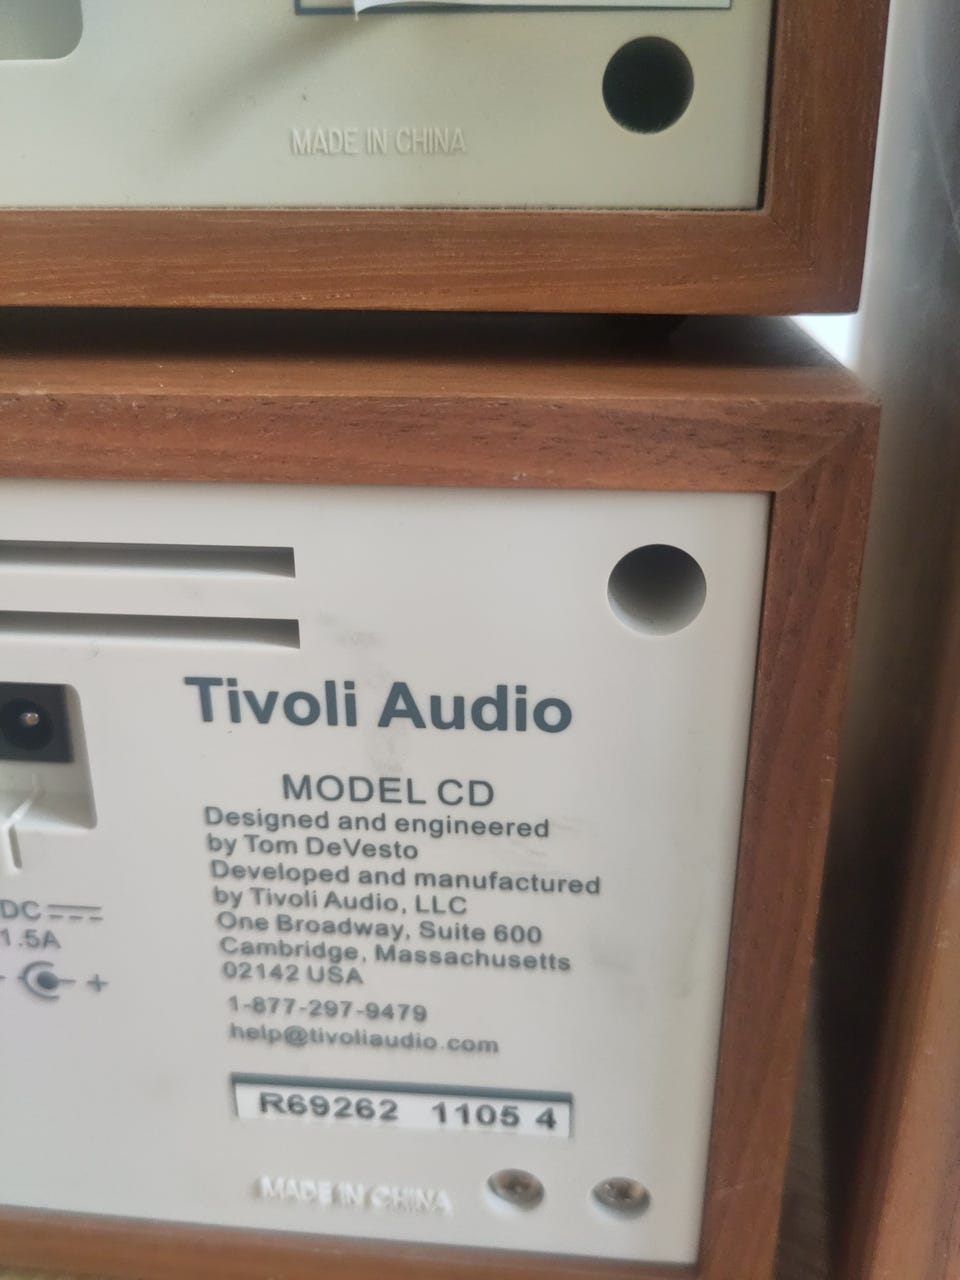 MADE IN CHINA
Tivoli Audio
MODEL CD
Designed and engineered
by Tom DeVesto
Developed and manufactured
by Tivoli Audio, LLC
One Broadway, Suite 600
Cambridge, Massachusetts
02142 USA
1-877-297-9479
help@tivoliaudio.com
DC
1.5A
- +
R69262 1105 4
MADE IN CHINA